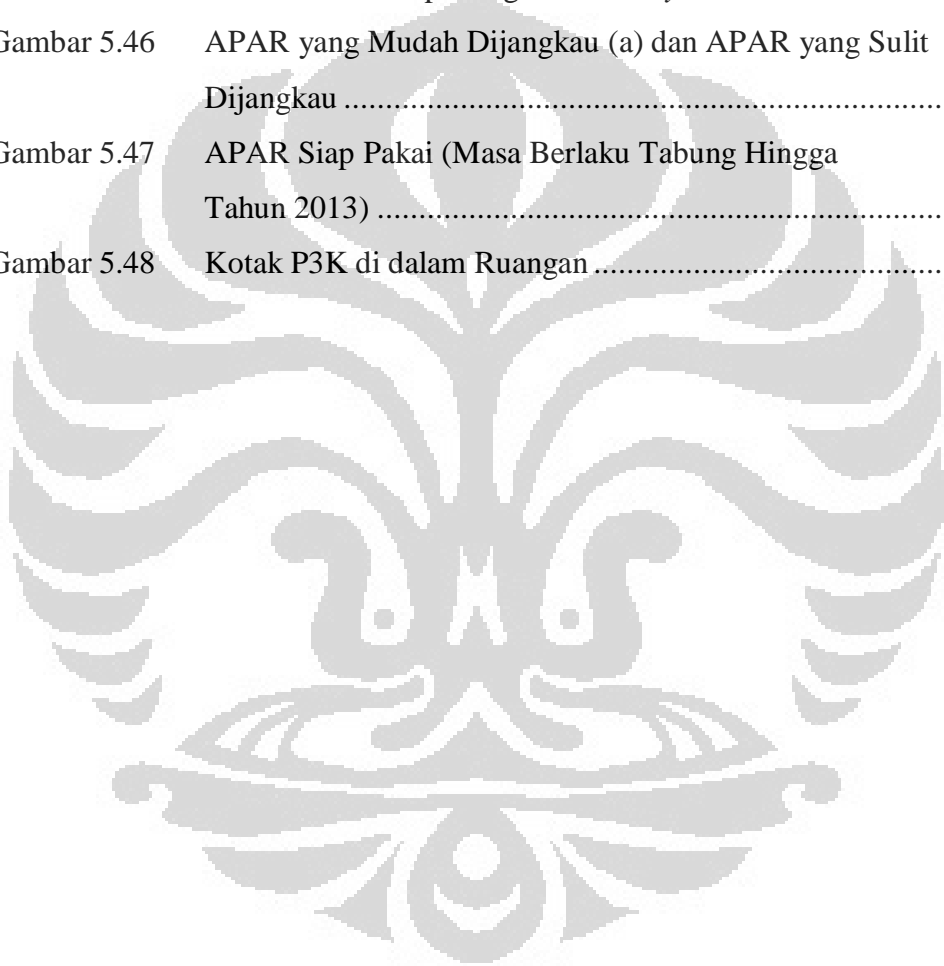 Gambar 5.46 APAR yang Mudah Dijangkau (a) dan APAR yang Sulit
Dijangkau ..........................................................................
Gambar 5.47 APAR Siap Pakai (Masa Berlaku Tabung Hingga
Tahun 2013) ......................................................................
Gambar 5.48 Kotak P3K di dalam Ruangan ...........................................